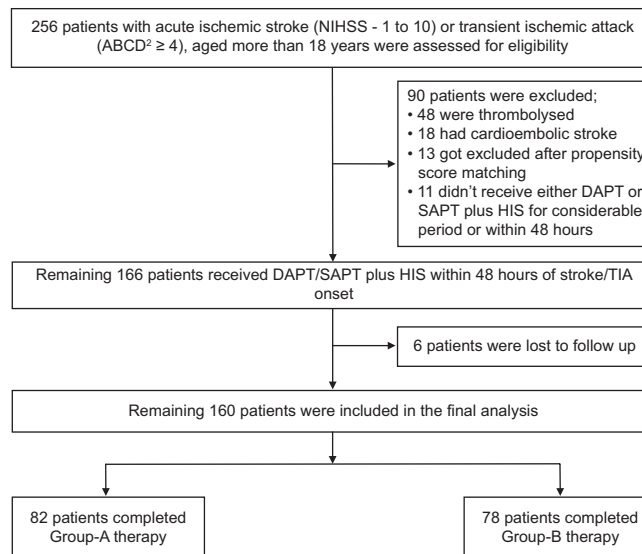 256 patients with acute ischemic stroke (NIHSS - 1 to 10) or transient ischemic attack
(ABCD² ≥ 4), aged more than 18 years were assessed for eligibility
90 patients were excluded;
• 48 were thrombolysed
• 18 had cardioembolic stroke
• 13 got excluded after propensity
score matching
• 11 didn't receive either DAPT or
SAPT plus HIS for considerable
period or within 48 hours
Remaining 166 patients received DAPT/SAPT plus HIS within 48 hours of stroke/TIA
onset
6 patients were lost to follow up
Remaining 160 patients were included in the final analysis
82 patients completed
Group-A therapy
78 patients completed
Group-B therapy